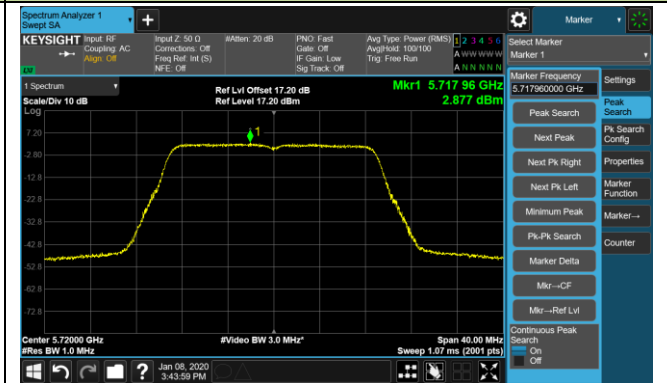 Spectrum Analyzer 1
Swept SA
+
Marker
KEYSIGHT
Input: RF
Coupling: AC
Align: Off
Input Z: 50 Ω
Corrections: Off
Freq Ref: Int (S)
NFE: Off
#Atten: 20 dB
PNO: Fast
Gate: Off
IF Gain: Low
Sig Track: Off
Avg Type: Power (RMS)
Avg|Hold: 100/100
Trig: Free Run
1 2 3 4 5 6
A W W W W W
A N N N N N
LXI
Select Marker
Marker 1
1 Spectrum
Scale/Div 10 dB
Log
Ref Lvl Offset 17.20 dB
Ref Level 17.20 dBm
Mkr1 5.717 96 GHz
2.877 dBm
1
7.20
-2.80
-12.8
-22.8
-32.8
-42.8
-52.8
-62.8
-72.8
Center 5.72000 GHz
#Res BW 1.0 MHz
#Video BW 3.0 MHz*
Span 40.00 MHz
Sweep 1.07 ms (2001 pts)
Marker Frequency
5.717960000 GHz
Peak Search
Next Peak
Next Pk Right
Next Pk Left
Minimum Peak
Pk-Pk Search
Marker Delta
Mkr→CF
Mkr→Ref Lvl
Continuous Peak
Search
On
Off
Settings
Peak
Search
Pk Search
Config
Properties
Marker
Function
Marker→
Counter
?
Jan 08, 2020
3:43:59 PM